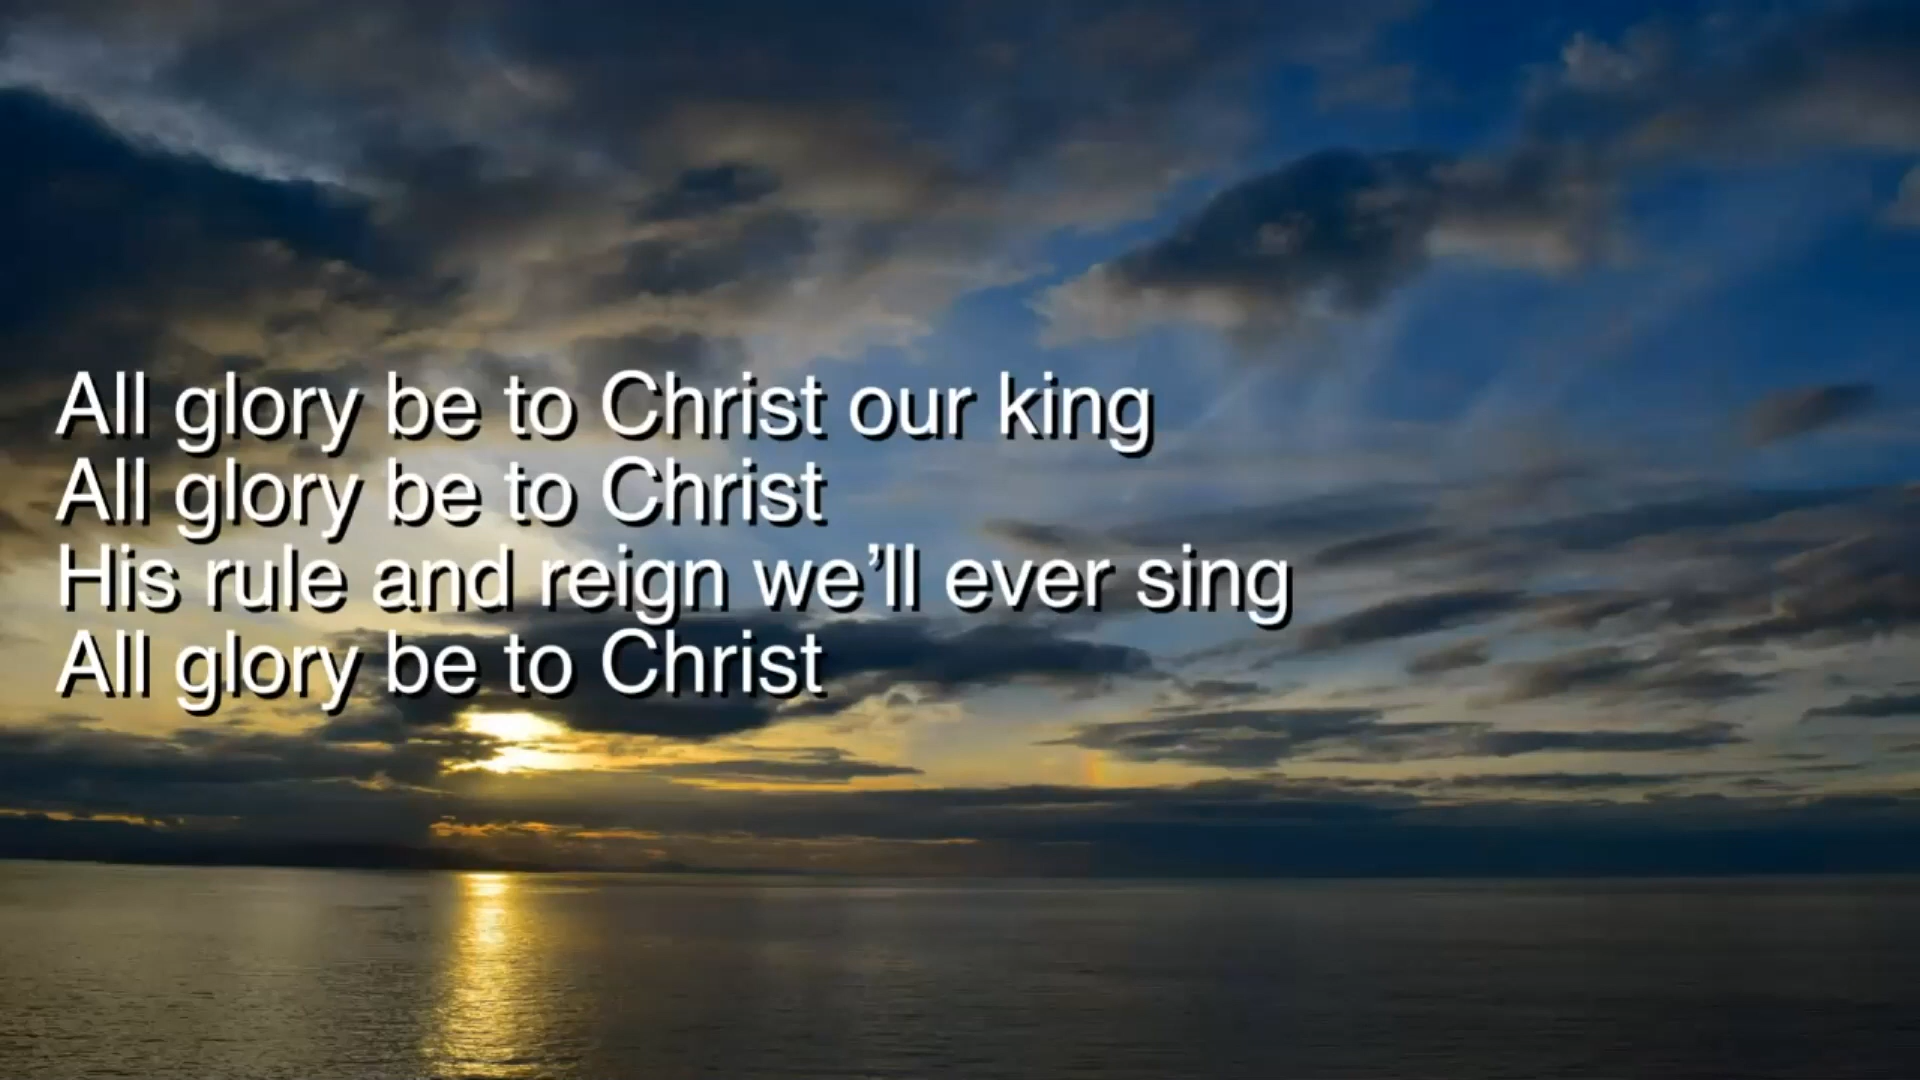 All glory be to Christ our king
All glory be to Christ
His rule and reign we’ll ever sing
All glory be to Christ